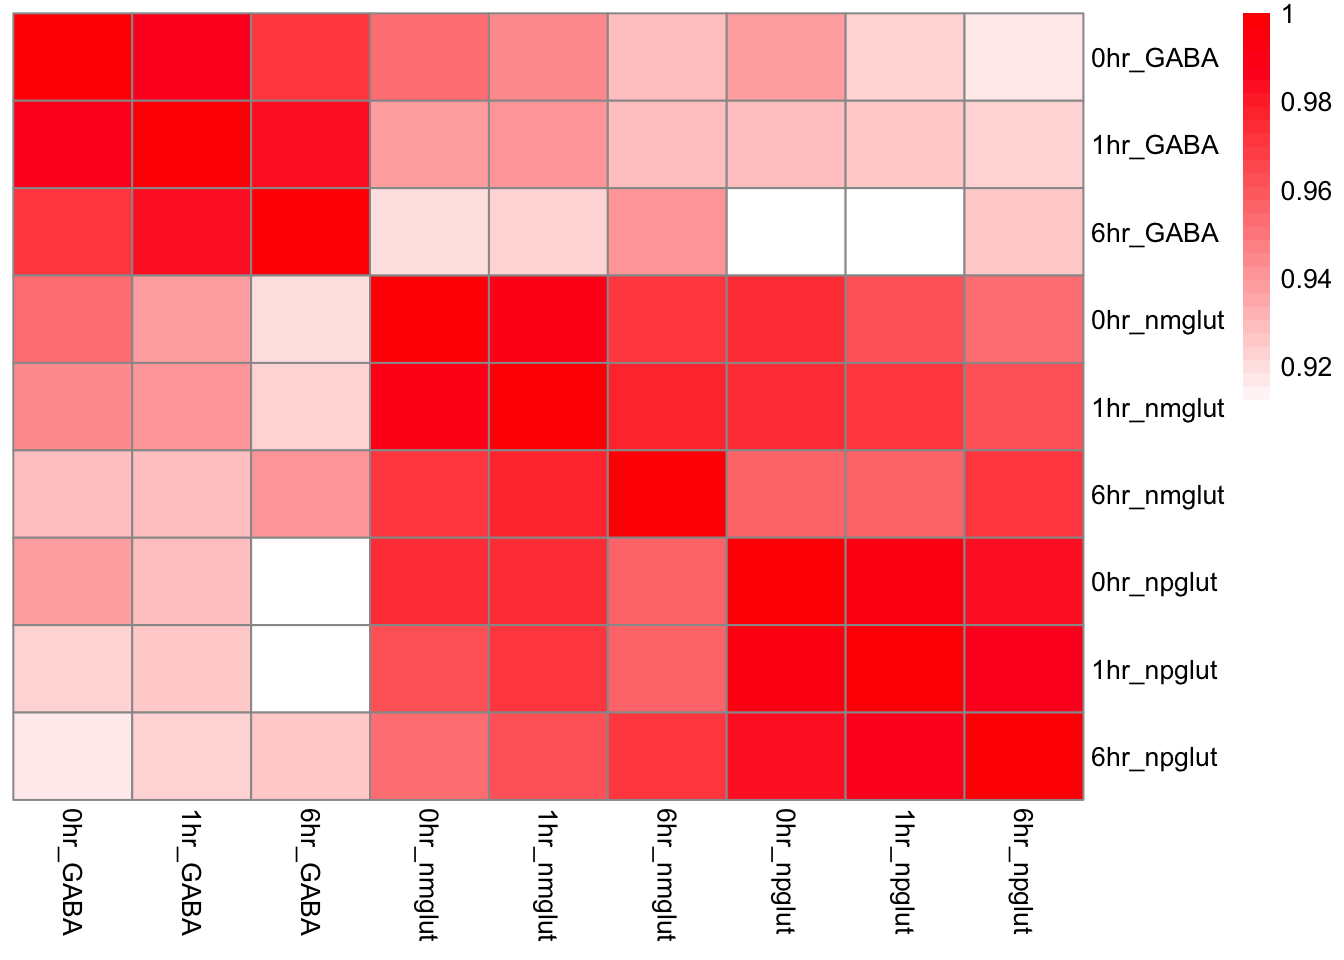 1
0hr_GABA
0.98
1hr_GABA
0.96
6hr_GABA
0.94
0hr_nmglut
0.92
1hr_nmglut
6hr_nmglut
0hr_npglut
1hr_npglut
6hr_npglut
0hr_GABA
1hr_GABA
6hr_GABA
0hr_nmglut
1hr_nmglut
6hr_nmglut
0hr_npglut
1hr_npglut
6hr_npglut